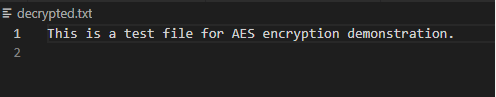 decrypted.txt
1 This is a test file for AES encryption demonstration.
2